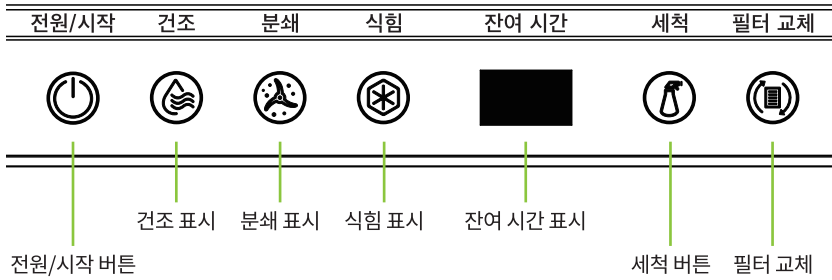 전원/시작 건조 분쇄 식힘 잔여 시간 세척 필터 교체
건조 표시 분쇄 표시 식힘 표시 잔여 시간 표시
전원/시작 버튼 세척 버튼 필터 교체